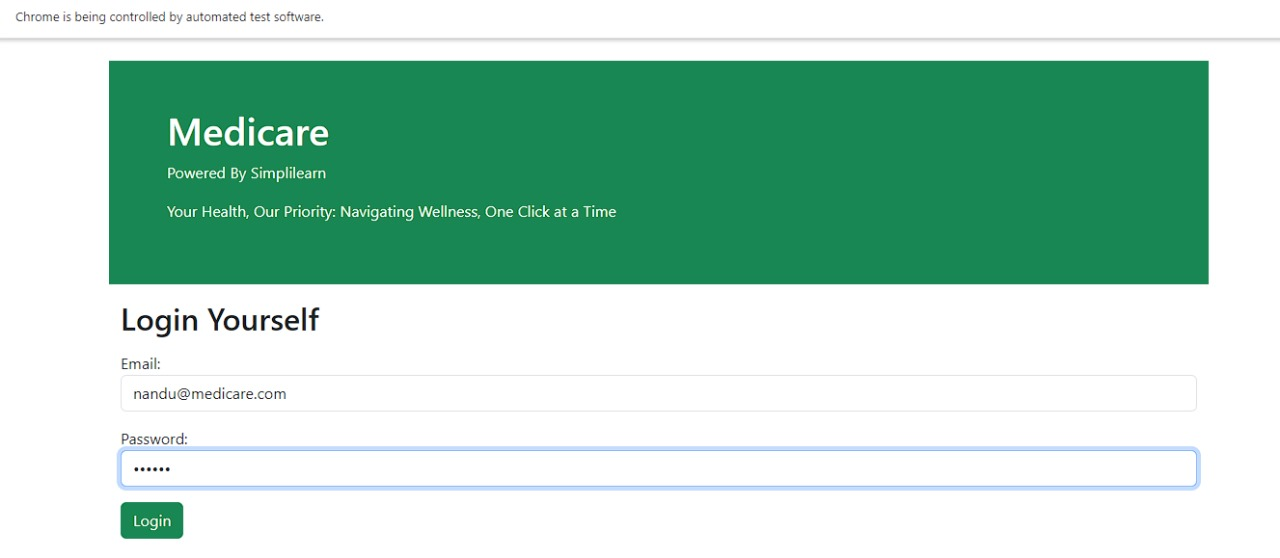 Chrome is being controlled by automated test software.
Medicare
Powered By Simplilearn
Your Health, Our Priority: Navigating Wellness, One Click at a Time
Login Yourself
Email:
nandu@medicare.com
Password:
••••••
Login